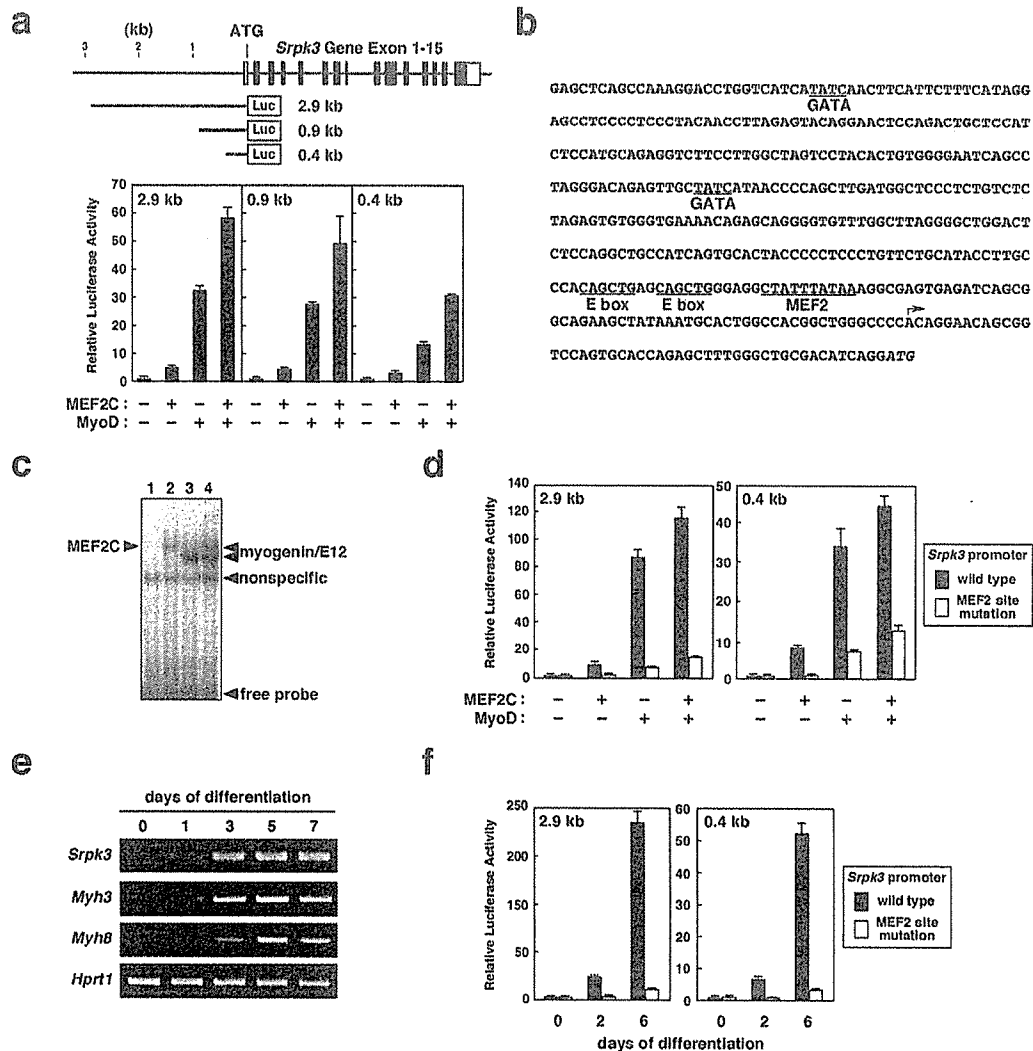 a
(kb)
ATG
3 2 1
Srpk3 Gene Exon 1-15
Luc 2.9 kb
Luc 0.9 kb
Luc 0.4 kb
70
60
50
40
30
20
10
0
Relative Luciferase Activity
2.9 kb 0.9 kb 0.4 kb
MEF2C : − + − + − + − + − + − +
MyoD : − − + + − − + + − − + +
b
GAGCTCAGCCAAAGGACCTGGTCATCATATCAACTTCATTCTTTCATAGG
GATA
AGCCTCCCCTCCCTACAACCTTAGAGTACAGGAACTCCAGACTGCTCCAT
CTCCATGCAGAGGTCTTCCTTGGCTAGTCCTACACTGTGGGGAATCAGCC
TAGGGACAGAGTTGCTATCATAACCCCAGCTTGATGGCTCCCTCTGTCTC
GATA
TAGAGTGTGGGTGAAAACAGAGCAGGGGTGTTTGGCTTAGGGGCTGGACT
CTCCAGGCTGCCATCAGTGCACTACCCCCTCCCTCTGCATACCTTGC
CCACAGCTGAGCAGCTGGGAGGCTATTTATAAAGGCGAGTGAGATCAGCG
E box E box MEF2
GCAGAAGCTATAAATGCACTGGCCACGGCTGGGCCCCACAGGAACAGCGG
TCCAGTGCACCAGAGCTTTGGGCTGCGACATCAGGATG
c
1 2 3 4
MEF2C
myogenin/E12
nonspecific
free probe
d
140
120
100
80
60
40
20
0
Relative Luciferase Activity
2.9 kb
50
40
30
20
10
0
0.4 kb
Srpk3 promoter
wild type
MEF2 site
mutation
MEF2C : − + − + − + − +
MyoD : − − + + − − + +
e
days of differentiation
0 1 3 5 7
Srpk3
Myh3
Myh8
Hprt1
f
250
200
150
100
50
0
Relative Luciferase Activity
2.9 kb
60
50
40
30
20
10
0
0.4 kb
Srpk3 promoter
wild type
MEF2 site
mutation
0 2 6 0 2 6
days of differentiation